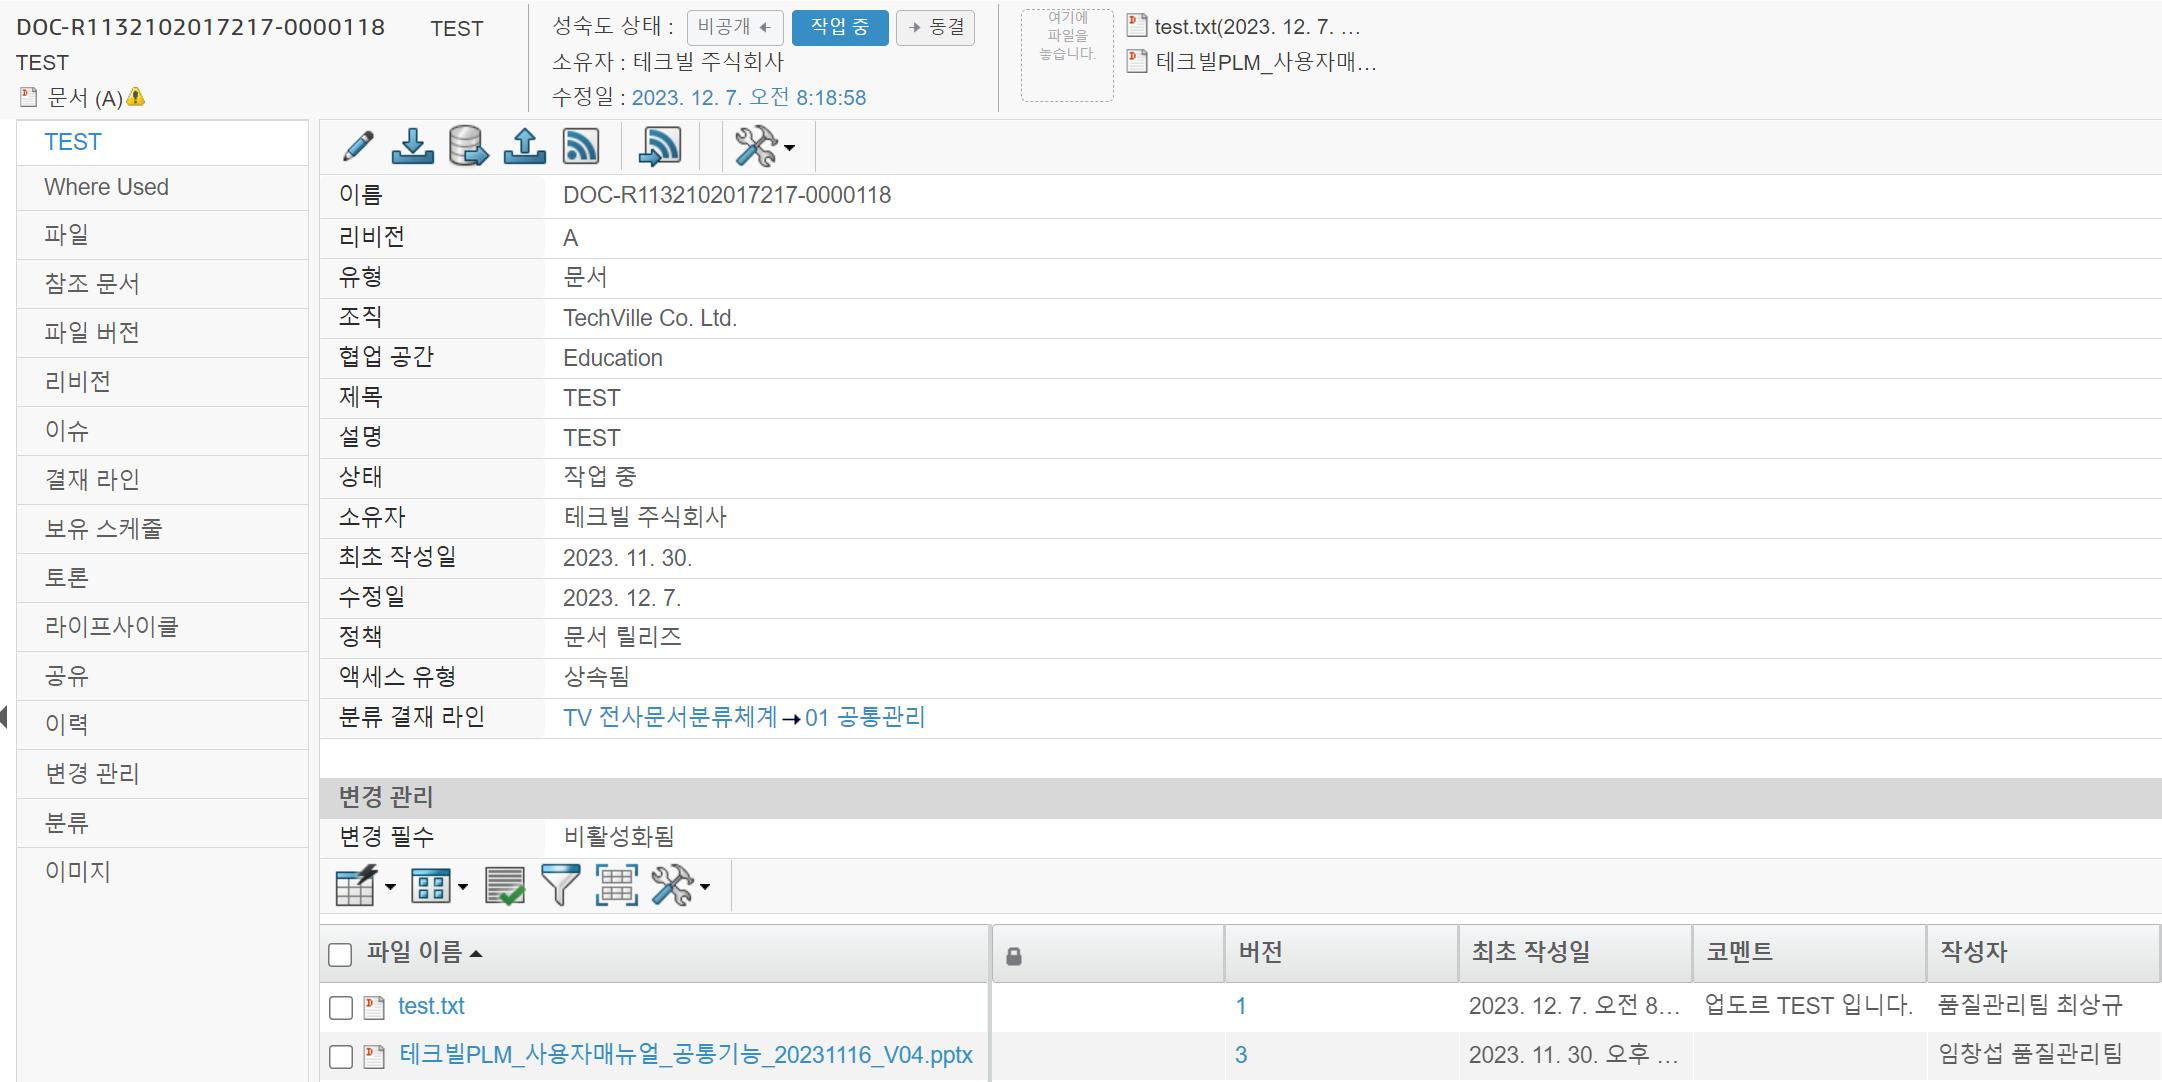 DOC-R1132102017217-0000118 TEST
TEST
문서 (A)
성숙도 상태 : 비공개 작업 중 동결
소유자 : 테크빌 주식회사
수정일 : 2023. 12. 7. 오전 8:18:58
여기에
파일을
놓습니다.
test.txt(2023. 12. 7. ...
테크빌PLM_사용자매...
TEST
Where Used
파일
참조 문서
파일 버전
리비전
이슈
결재 라인
보유 스케줄
토론
라이프사이클
공유
이력
변경 관리
분류
이미지
이름 DOC-R1132102017217-0000118
리비전 A
유형 문서
조직 TechVille Co. Ltd.
협업 공간 Education
제목 TEST
설명 TEST
상태 작업 중
소유자 테크빌 주식회사
최초 작성일 2023. 11. 30.
수정일 2023. 12. 7.
정책 문서 릴리즈
액세스 유형 상속됨
분류 결재 라인 TV 전사문서분류체계→01 공통관리
변경 관리
변경 필수 비활성화됨
파일 이름 버전 최초 작성일 코멘트 작성자
test.txt 1 2023. 12. 7. 오전 8... 업도르 TEST 입니다. 품질관리팀 최상규
테크빌PLM_사용자매뉴얼_공통기능_20231116_V04.pptx 3 2023. 11. 30. 오후 ... 임창섭 품질관리팀